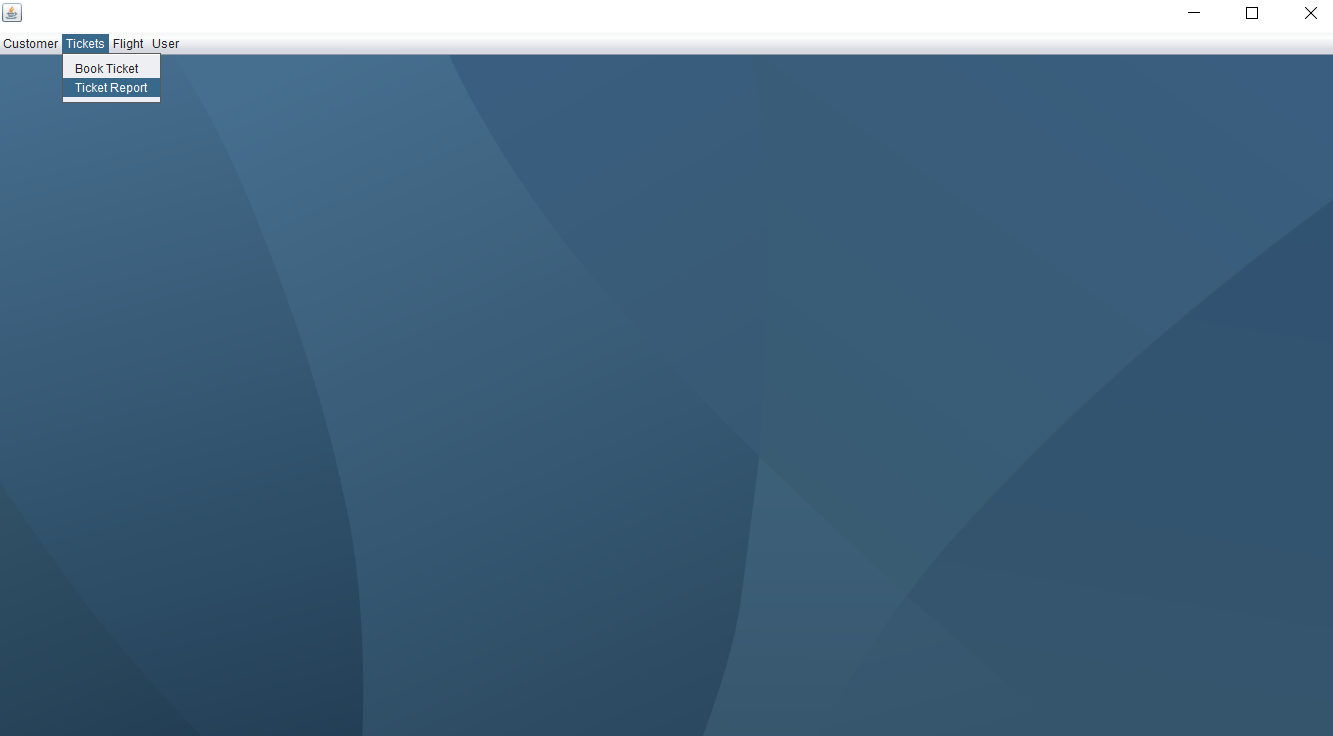 Customer Tickets Flight User
Book Ticket
Ticket Report